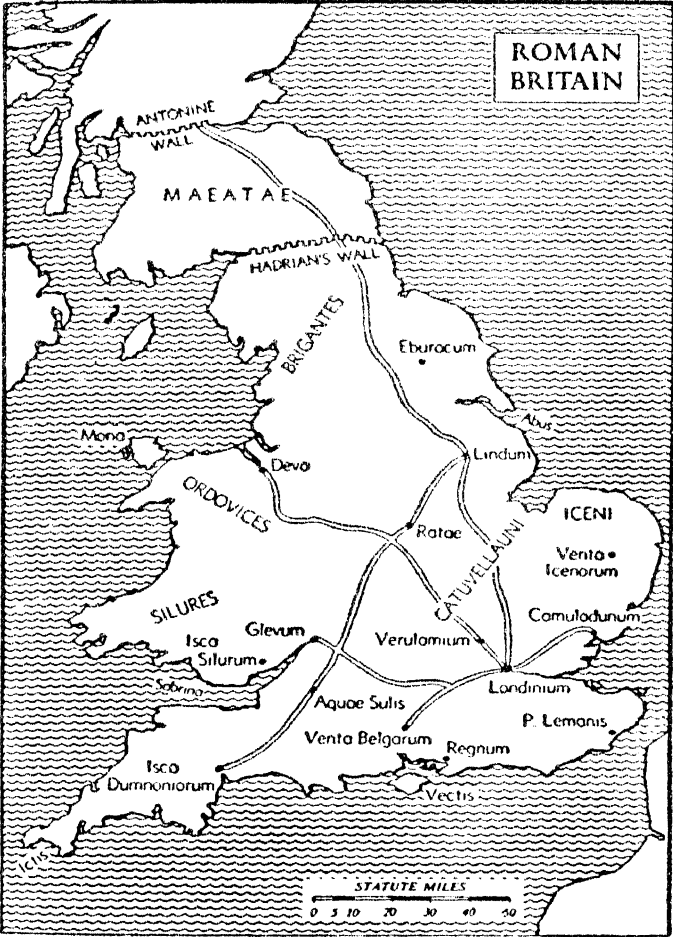 ROMAN
BRITAIN
ANTONINE
WALL
MAEATAE
HADRIAN'S WALL
BRIGANTES
Eburacum
Abus
Mona
Deva
Lindum
ORDOVICES
ICENI
Ratae
CATUVELLAUNI
Venta
Icenorum
SILURES
Camulodunum
Glevum
Verulamium
Isca
Silurum
Sabrina
Londinium
Aquae Sulis
P. Lemanis
Venta Belgarum
Regnum
Isca
Dumnoniorum
Vectis
Ictis
STATUTE MILES
0 5 10 20 30 40 50